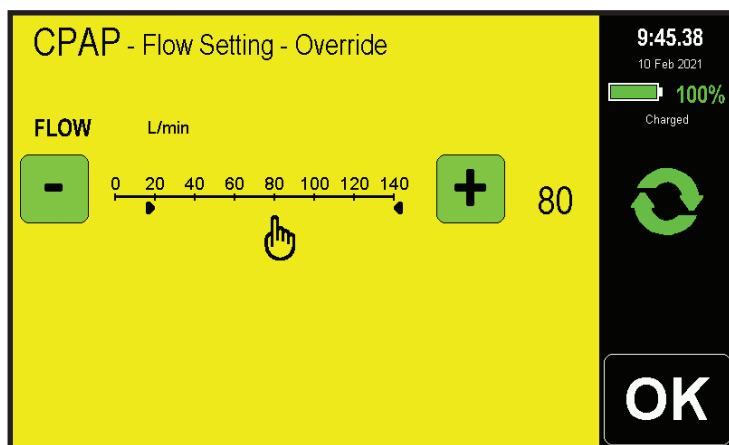 CPAP - Flow Setting - Override
FLOW L/min
- 0 20 40 60 80 100 120 140 + 80
9:45.38
10 Feb 2021
100%
Charged
OK